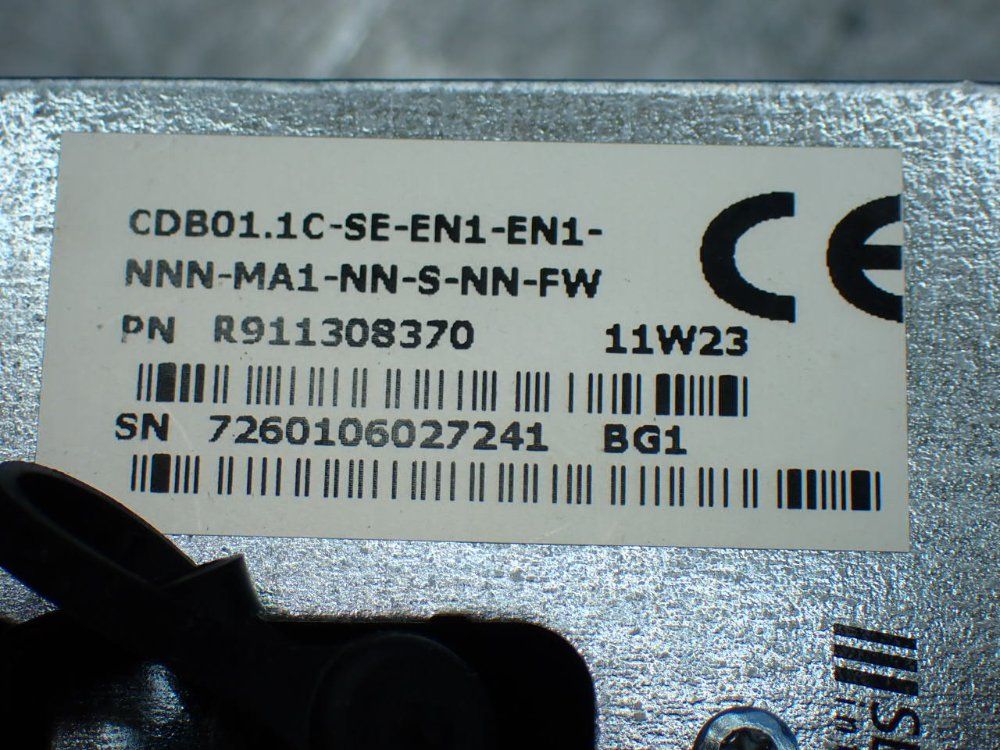 CDB01.1C-SE-EN1-EN1-
NNN-MA1-NN-S-NN-FW
CE
PN R911308370 11W23
SN 7260106027241 BG1